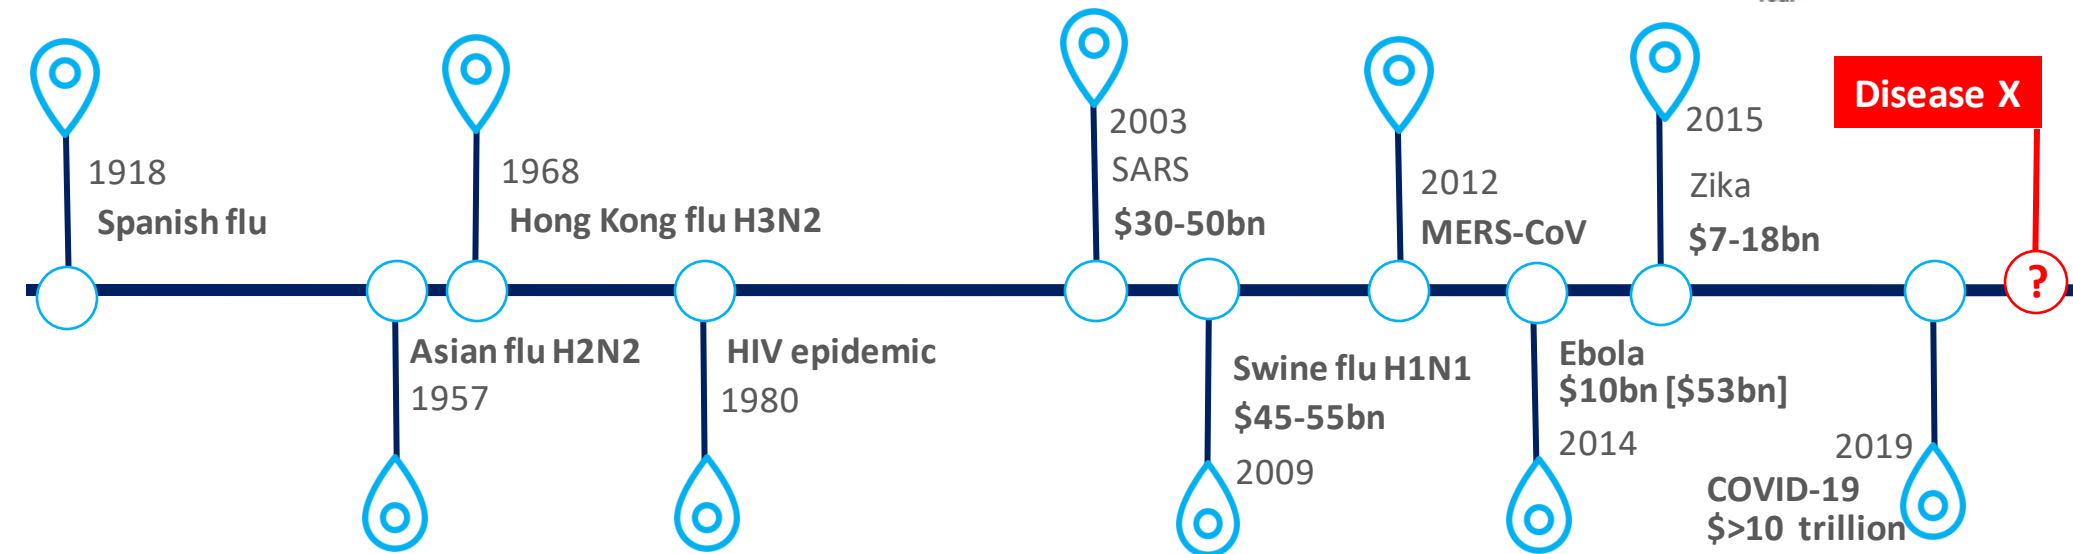 1918
Spanish flu
Asian flu H2N2
1957
1968
Hong Kong flu H3N2
HIV epidemic
1980
2003
SARS
$30-50bn
Swine flu H1N1
$45-55bn
2009
2012
MERS-CoV
Ebola
$10bn [$53bn]
2014
2015
Zika
$7-18bn
2019
COVID-19
$>10 trillion
Disease X
?